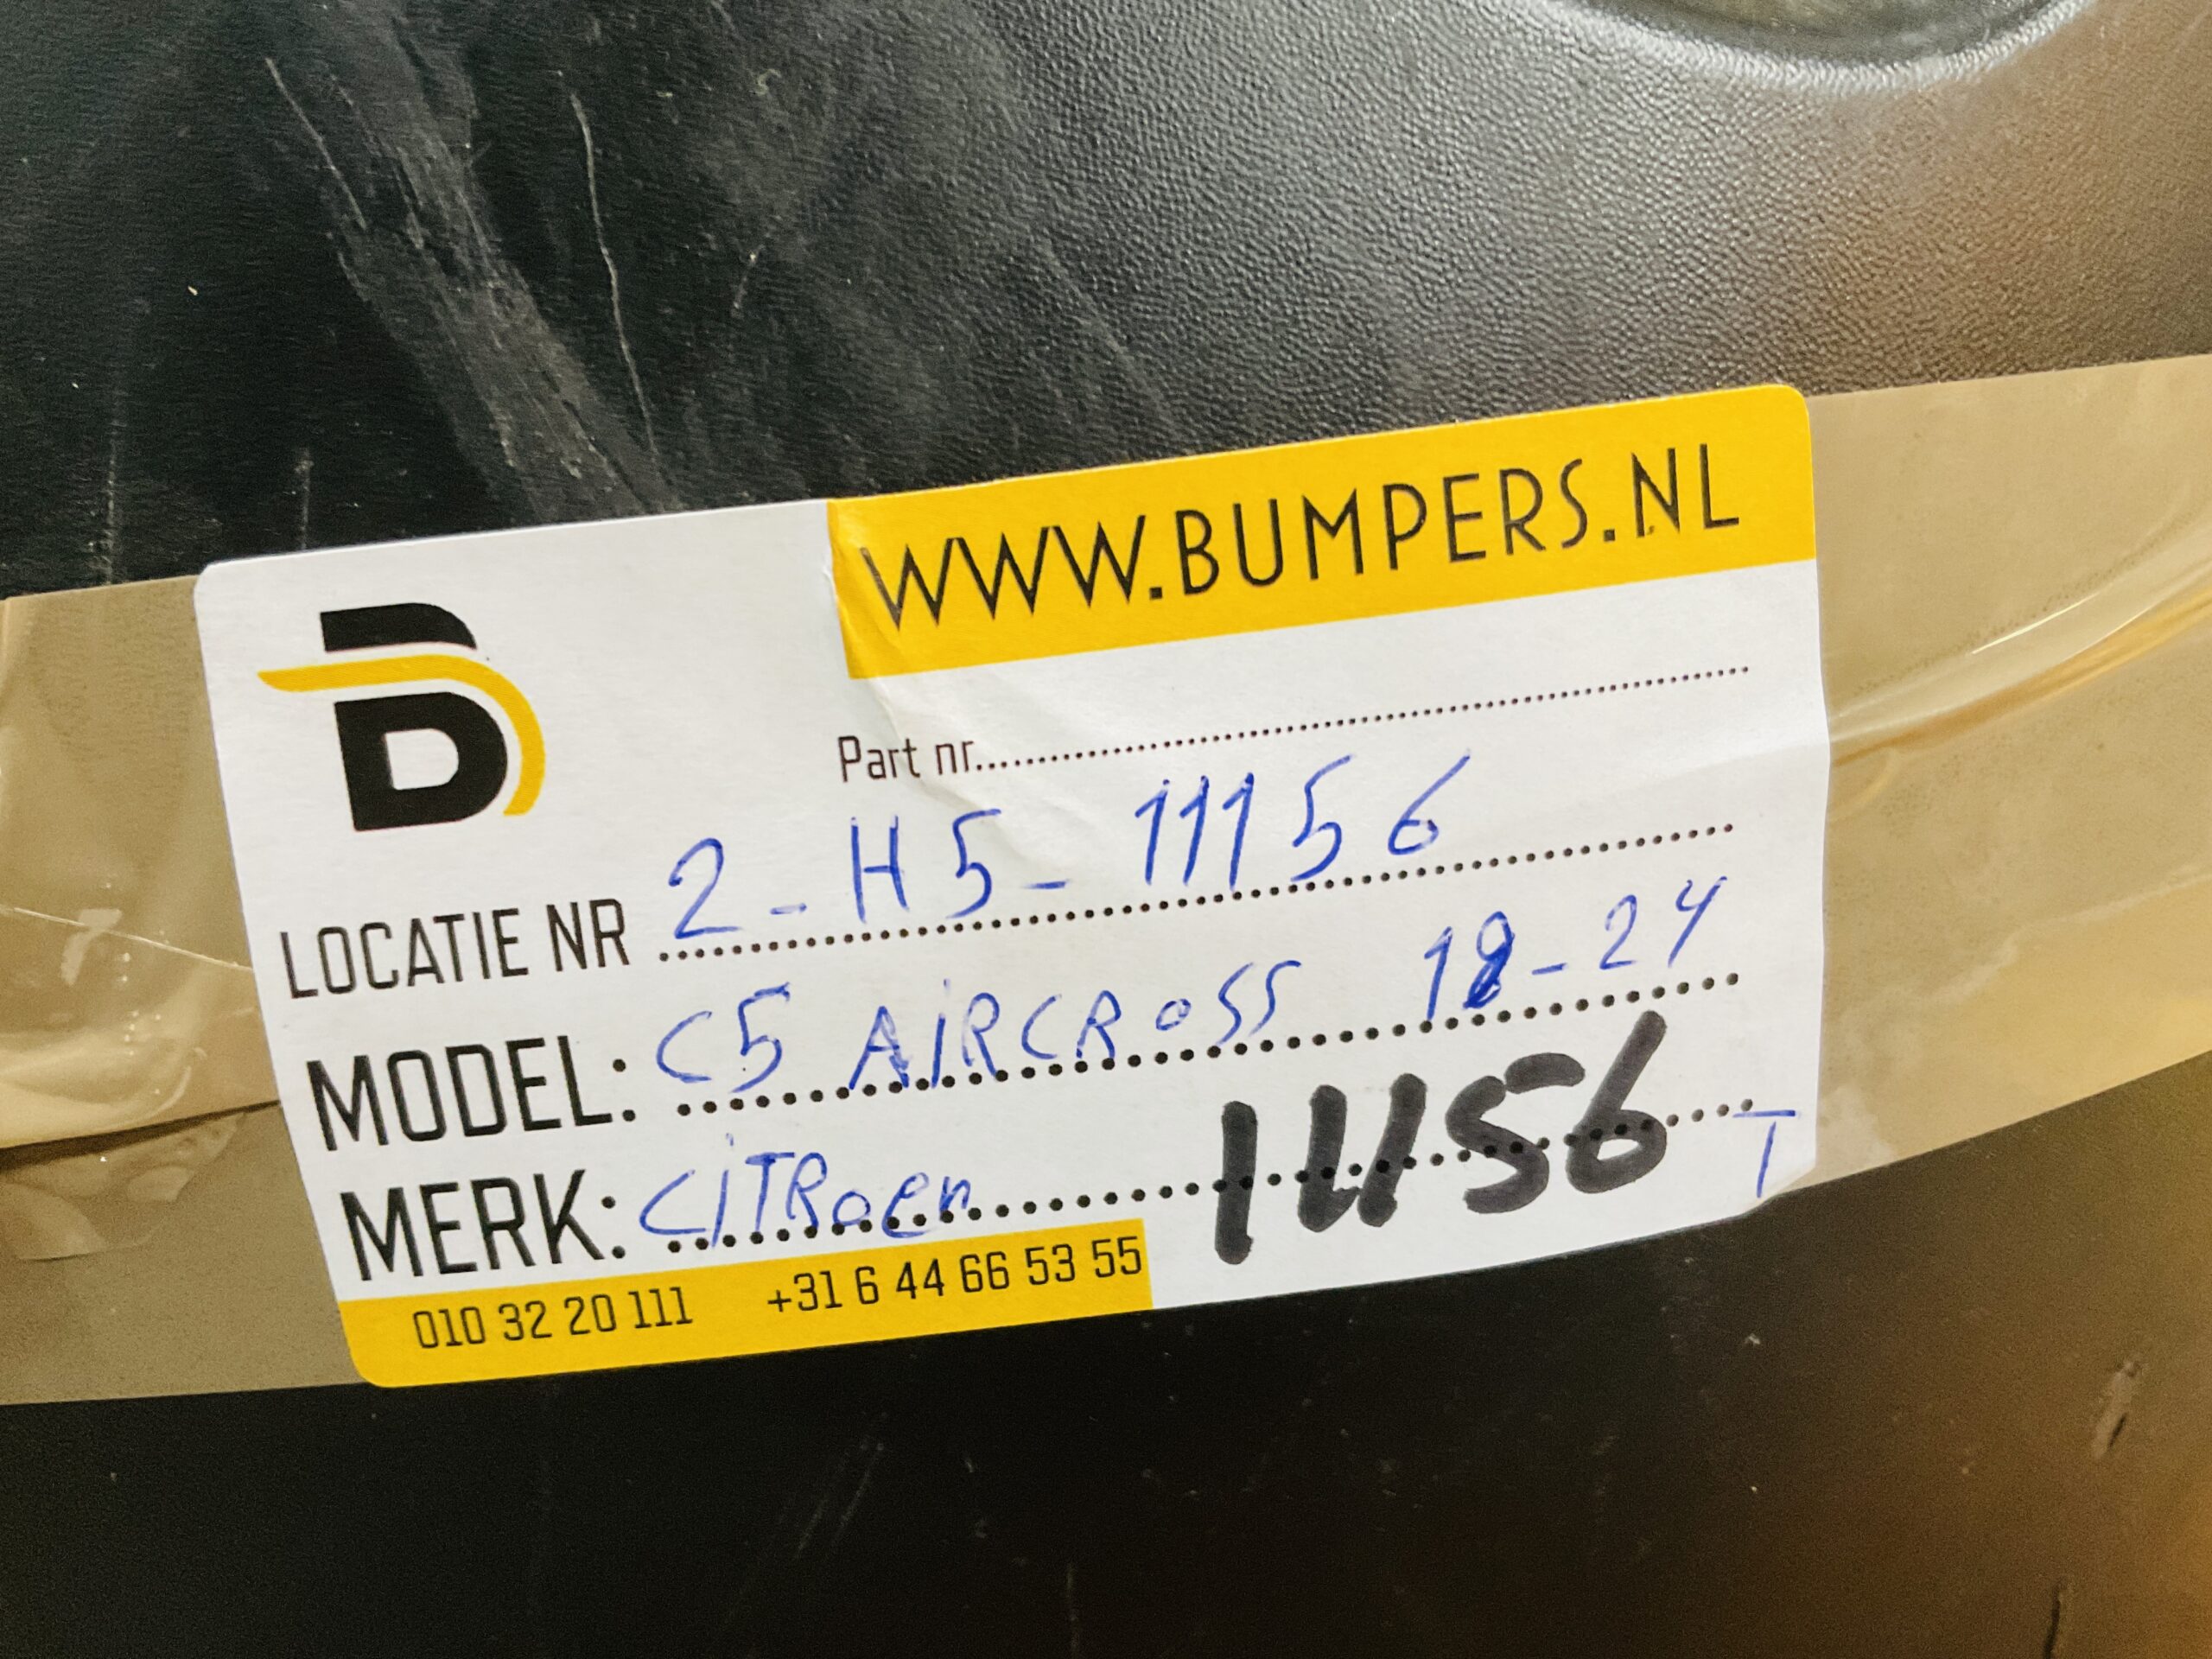 WWW.BUMPERS.NL
B
Part nr.........................................
LOCATIE NR 2-H5-11156
MODEL: C5 AiRCRoss 18-24
MERK: CiTRoen 11156 T
010 32 20 111 +31 6 44 66 53 55